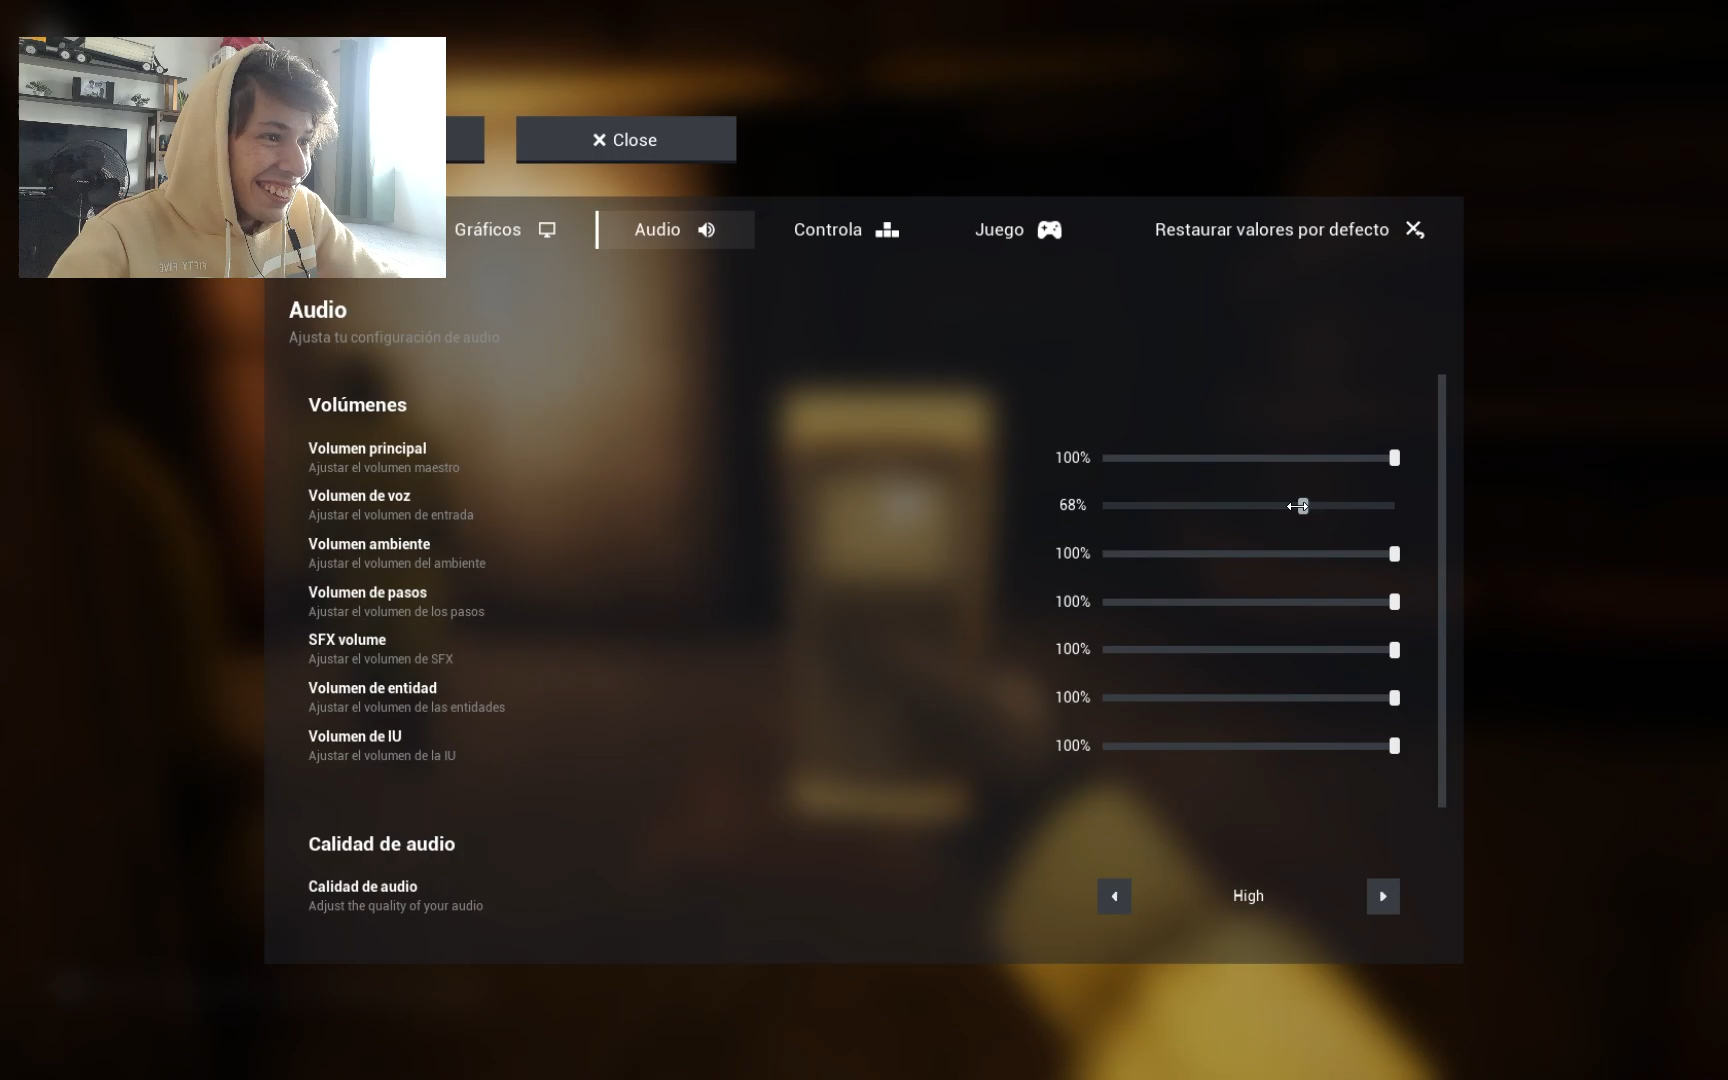 FIFTY FIVE
✕ Close
Gráficos
Audio
Controla
Juego
Restaurar valores por defecto
Audio
Ajusta tu configuración de audio
Volúmenes
Volumen principal
Ajustar el volumen maestro
100%
Volumen de voz
Ajustar el volumen de entrada
68%
Volumen ambiente
Ajustar el volumen del ambiente
100%
Volumen de pasos
Ajustar el volumen de los pasos
100%
SFX volume
Ajustar el volumen de SFX
100%
Volumen de entidad
Ajustar el volumen de las entidades
100%
Volumen de IU
Ajustar el volumen de la IU
100%
Calidad de audio
Calidad de audio
Adjust the quality of your audio
High